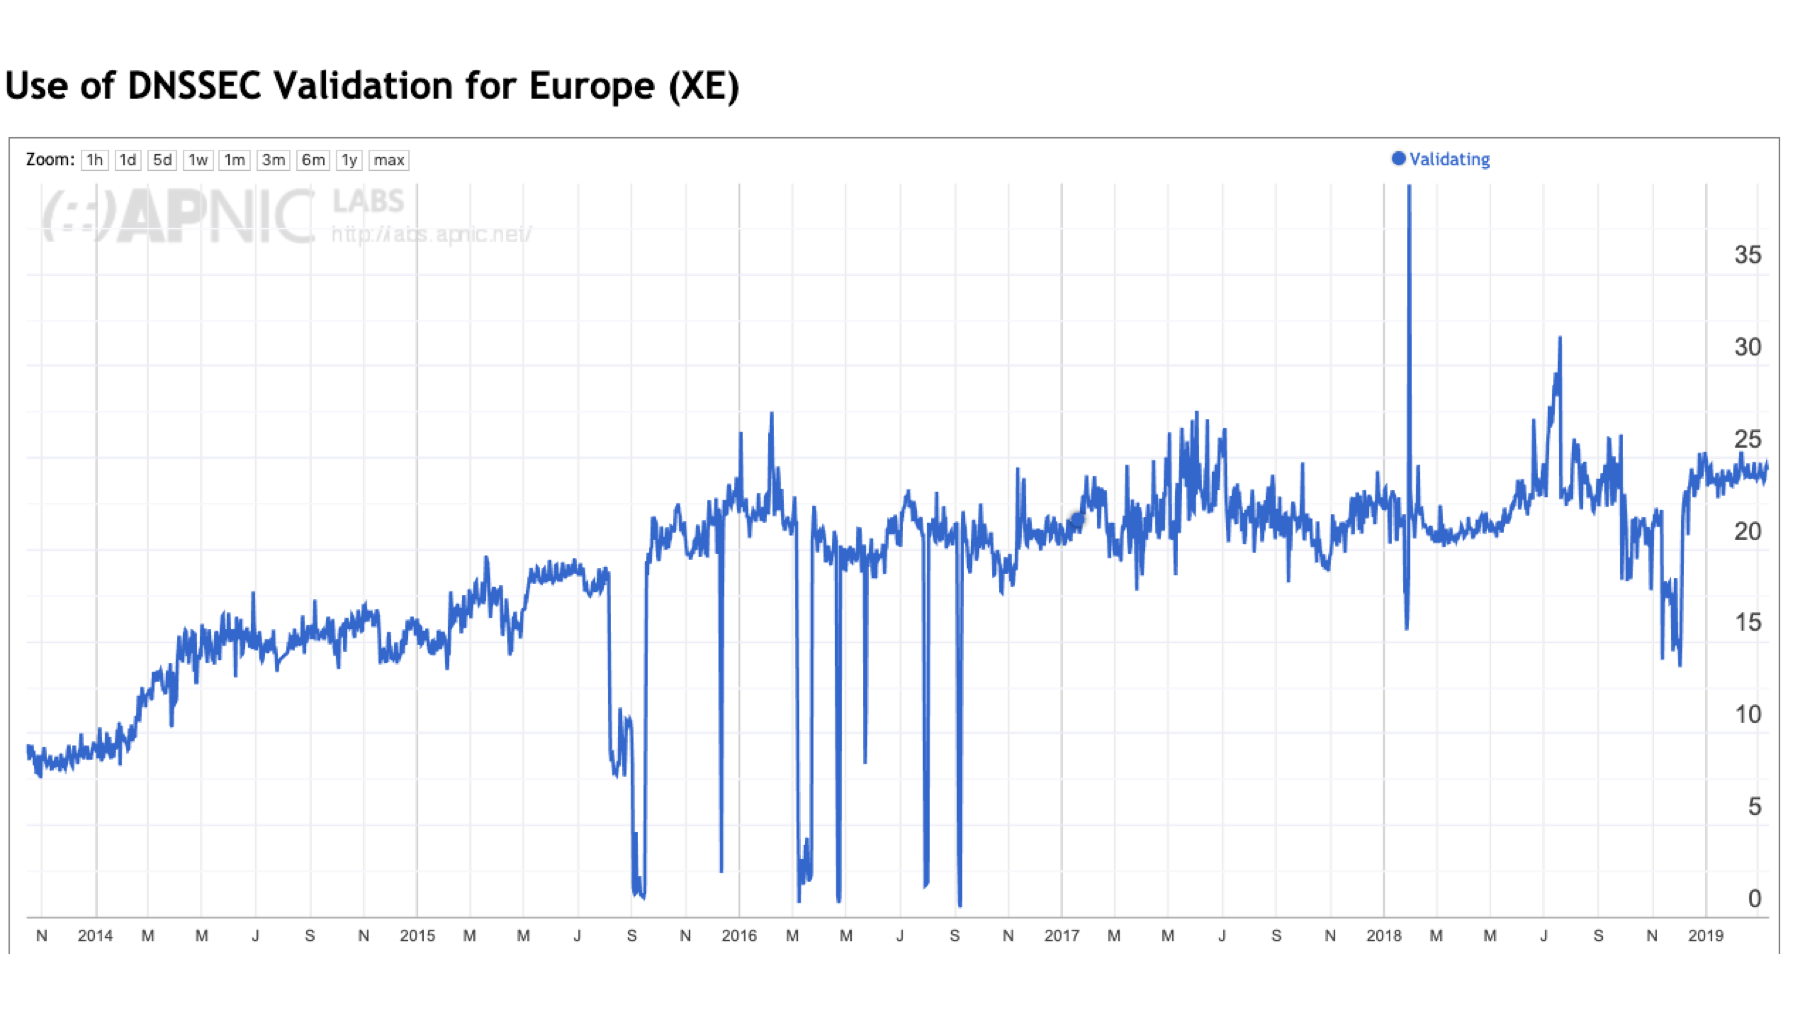 Use of DNSSEC Validation for Europe (XE)
Zoom: 1h 1d 5d 1w 1m 3m 6m 1y max
Validating
(::)APNIC LABS
http://labs.apnic.net/
35
30
25
20
15
10
5
0
N 2014 M M J S N 2015 M M J S N 2016 M M J S N 2017 M M J S N 2018 M M J S N 2019